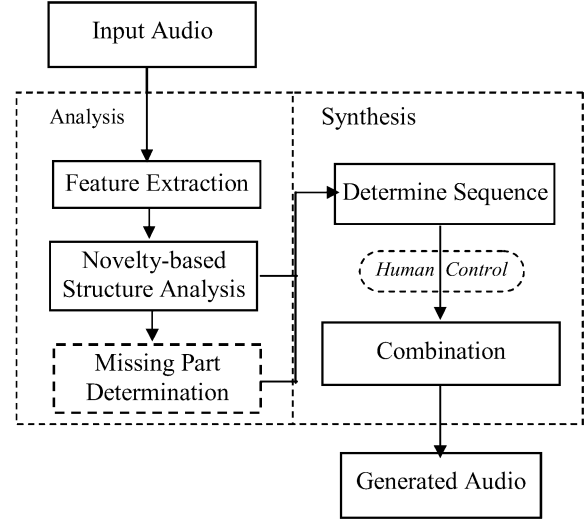 Input Audio
Analysis
Feature Extraction
Novelty-based
Structure Analysis
Missing Part
Determination
Synthesis
Determine Sequence
Human Control
Combination
Generated Audio